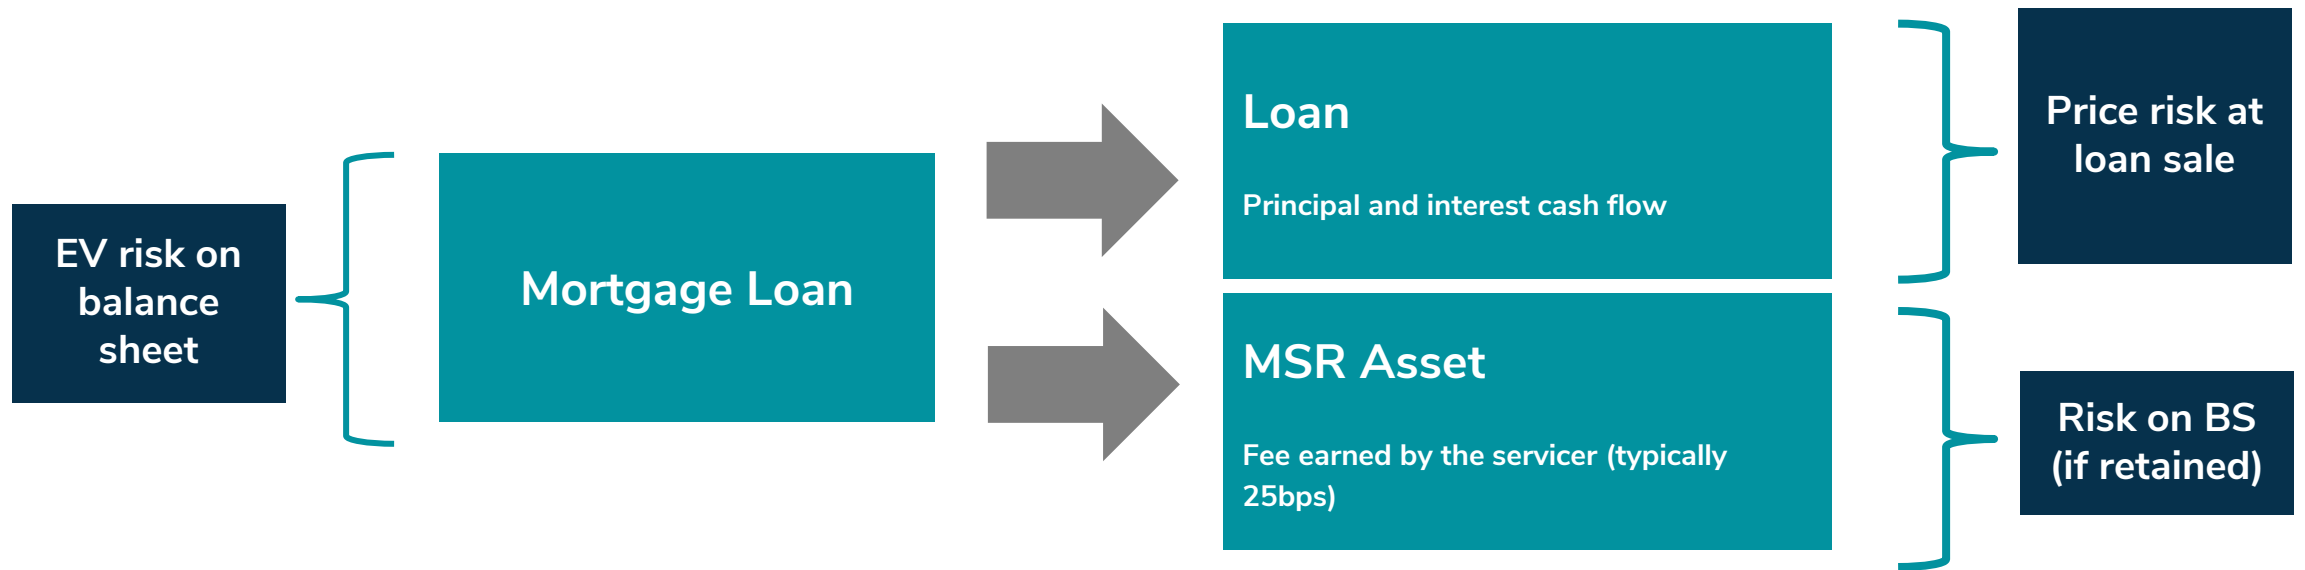 EV risk on
balance
sheet
Mortgage Loan
Loan
Principal and interest cash flow
Price risk at
loan sale
MSR Asset
Fee earned by the servicer (typically
25bps)
Risk on BS
(if retained)